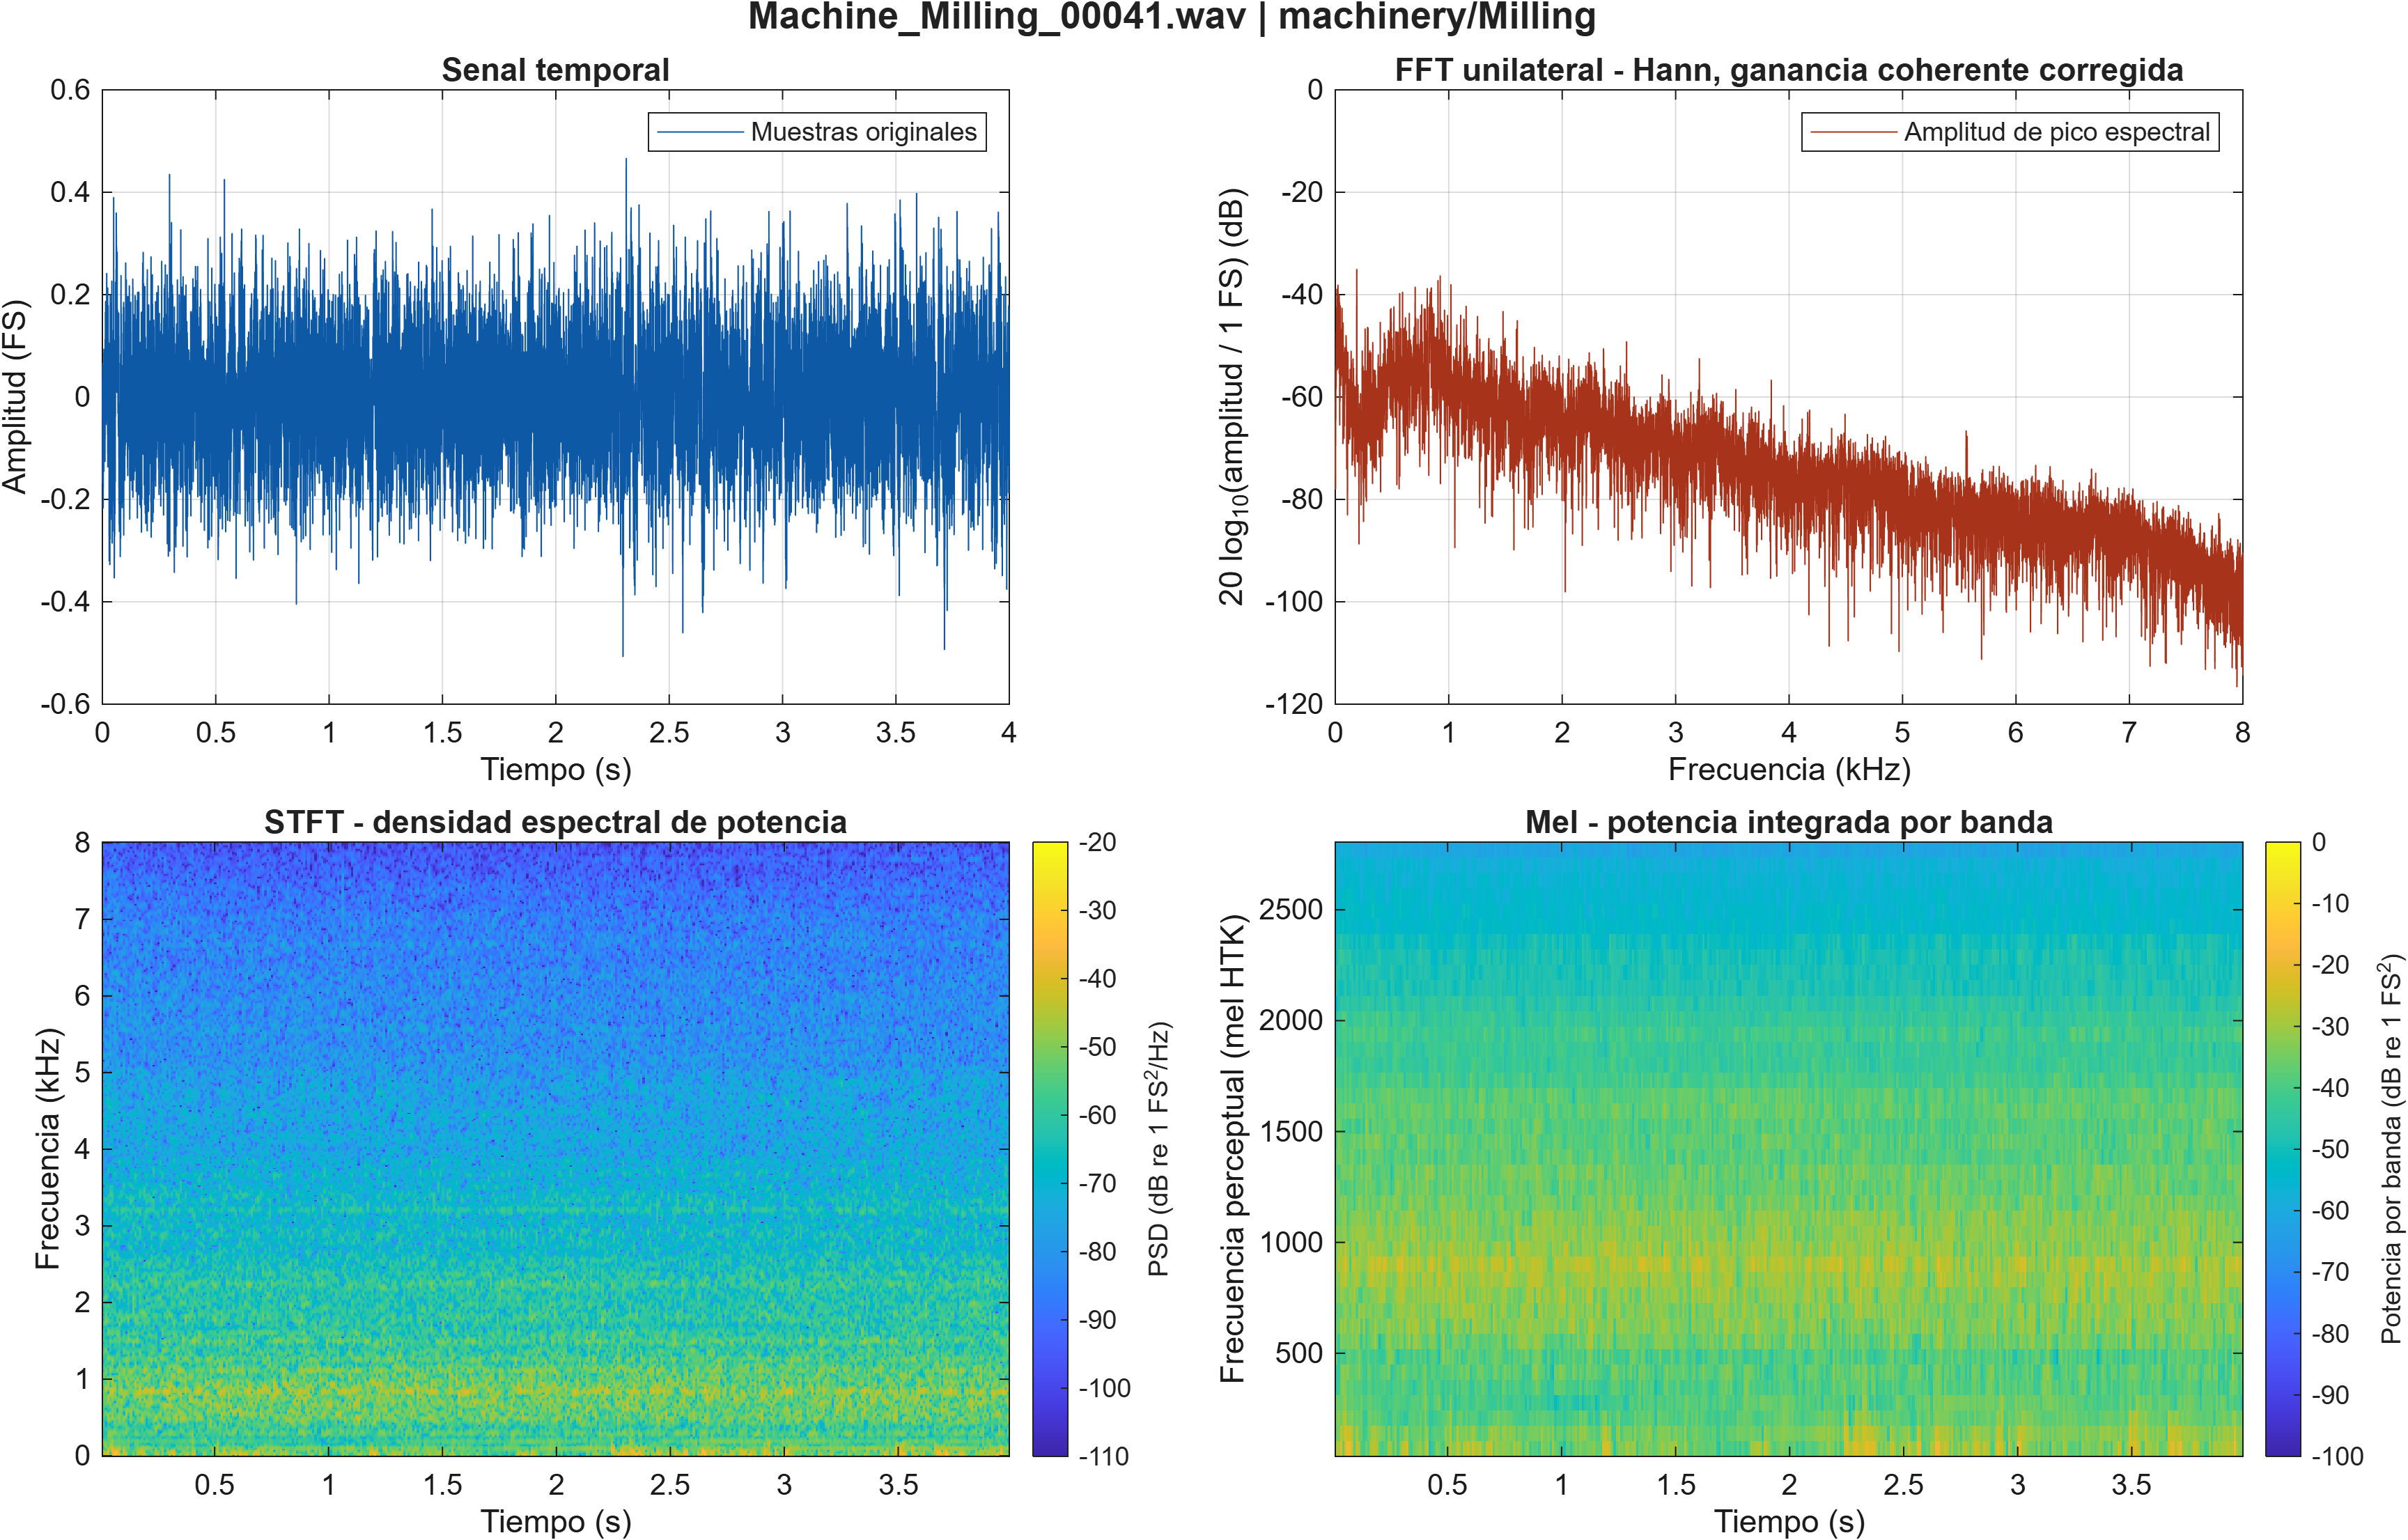 Machine_Milling_00041.wav | machinery/Milling
Senal temporal
Muestras originales
0.6
0.4
0.2
0
-0.2
-0.4
-0.6
Amplitud (FS)
0 0.5 1 1.5 2 2.5 3 3.5 4
Tiempo (s)
FFT unilateral - Hann, ganancia coherente corregida
Amplitud de pico espectral
0
-20
-40
-60
-80
-100
-120
20 log10(amplitud / 1 FS) (dB)
0 1 2 3 4 5 6 7 8
Frecuencia (kHz)
STFT - densidad espectral de potencia
8
7
6
5
4
3
2
1
0
Frecuencia (kHz)
0.5 1 1.5 2 2.5 3 3.5
Tiempo (s)
-20
-30
-40
-50
-60
-70
-80
-90
-100
-110
PSD (dB re 1 FS²/Hz)
Mel - potencia integrada por banda
2500
2000
1500
1000
500
Frecuencia perceptual (mel HTK)
0.5 1 1.5 2 2.5 3 3.5
Tiempo (s)
0
-10
-20
-30
-40
-50
-60
-70
-80
-90
-100
Potencia por banda (dB re 1 FS²)